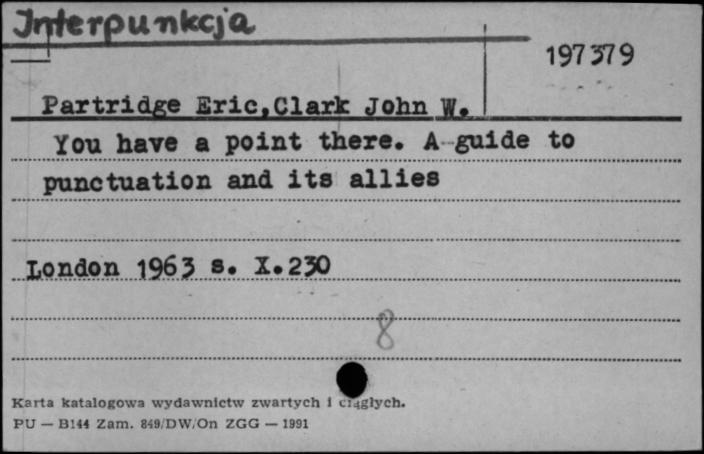 Interpunkcja
197379
Partridge Eric,Clark John W.
You have a point there. A guide to
punctuation and its allies
London 1963 s. X.230
8
Karta katalogowa wydawnictw zwartych i ciągłych.
PU — B144 Zam. 849/DW/On ZGG — 1991